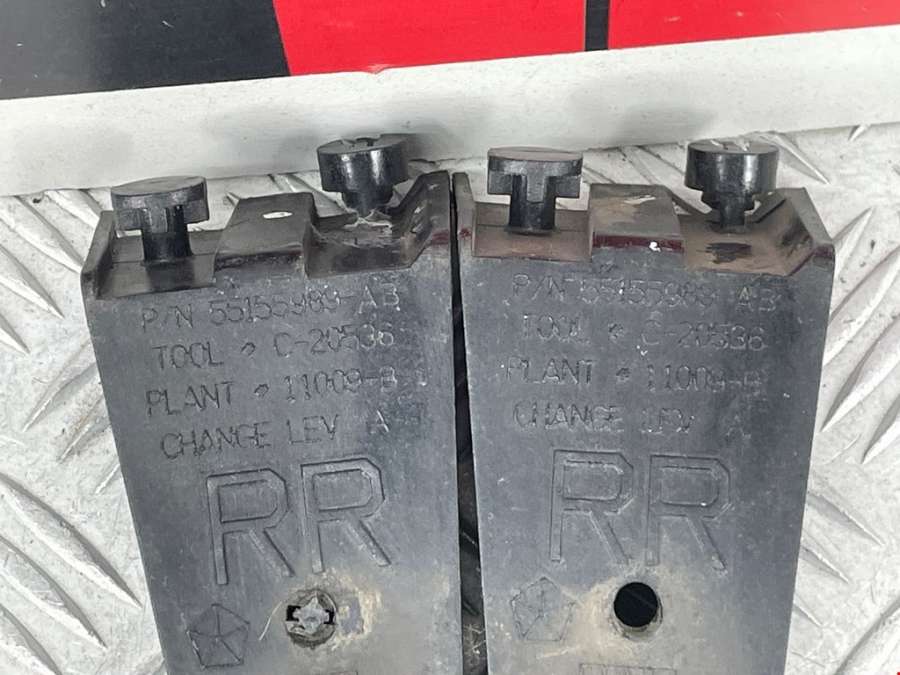 P/N 55155983-AB
TOOL • C-20536
PLANT • 11009-B
CHANGE LEV A
RR
P/N 55155983-AB
TOOL • C-20536
PLANT • 11009-B
CHANGE LEV A
RR